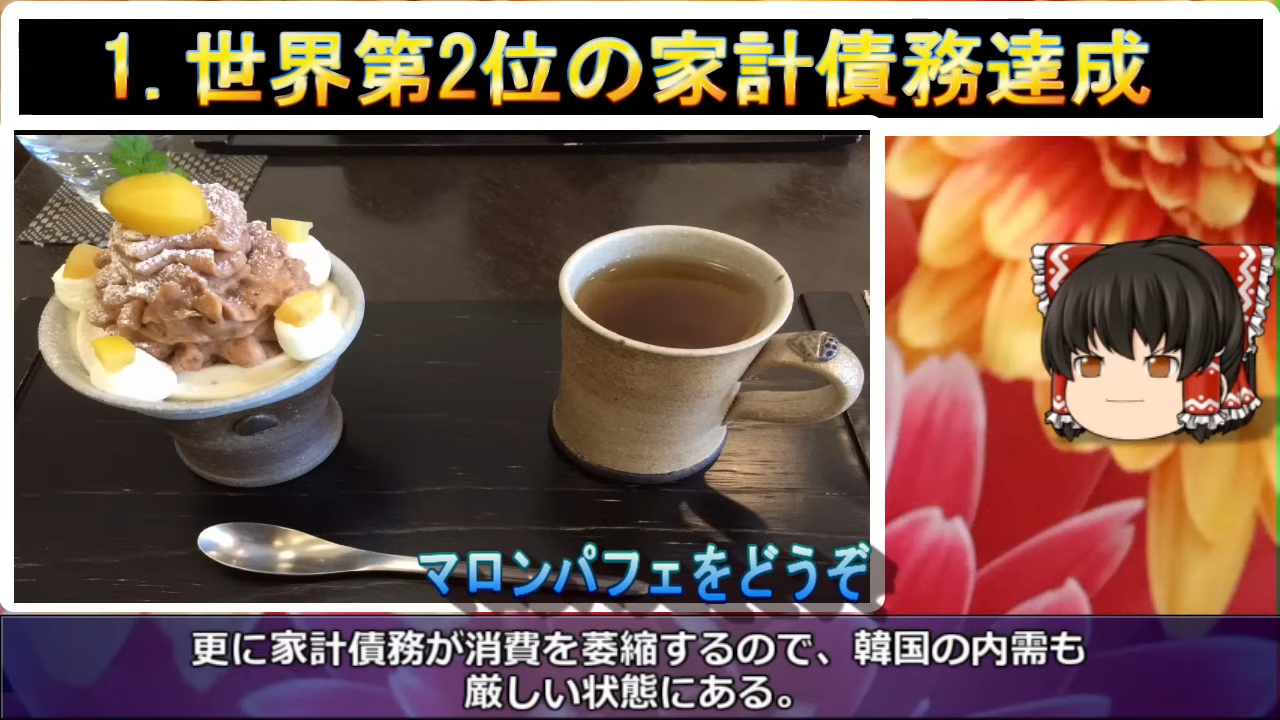 1. 世界第2位の家計債務達成
マロンパフェをどうぞ
更に家計債務が消費を萎縮するので、韓国の内需も
厳しい状態にある。